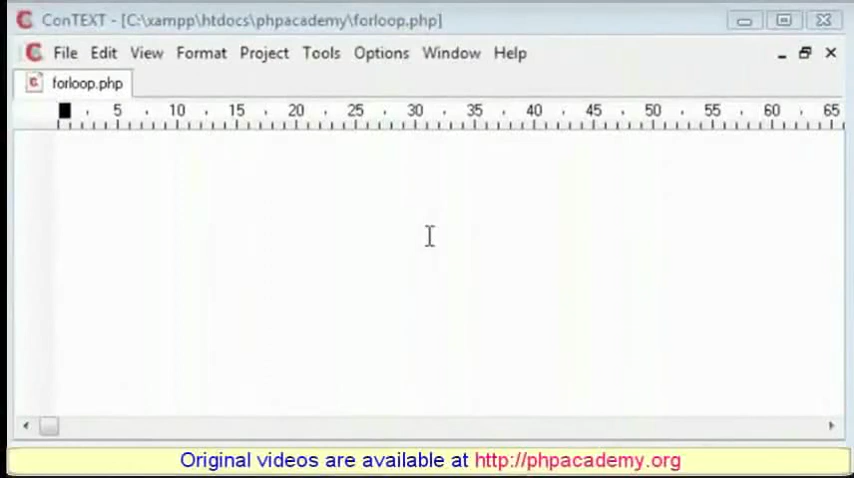 ConTEXT - [C:\xampp\htdocs\phpacademy\forloop.php]
File Edit View Format Project Tools Options Window Help
forloop.php
5 10 15 20 25 30 35 40 45 50 55 60 65
Original videos are available at http://phpacademy.org